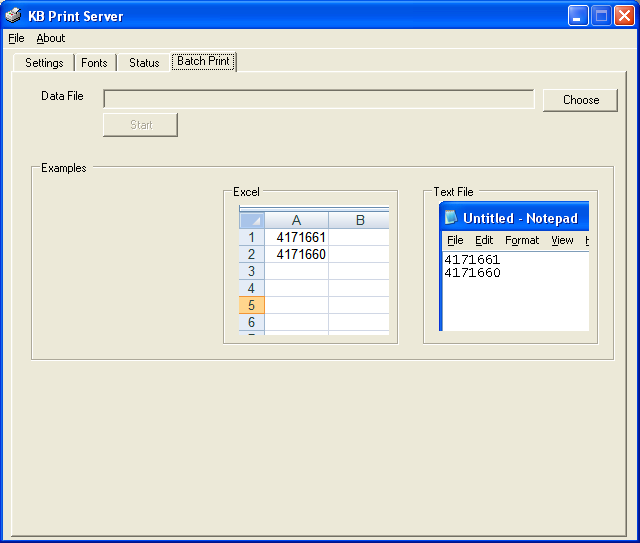 KB Print Server
File About
Settings Fonts Status Batch Print
Data File
Choose
Start
Examples
Excel
Text File
A B
1 4171661
2 4171660
3
4
5
6
Untitled - Notepad
File Edit Format View
4171661
4171660